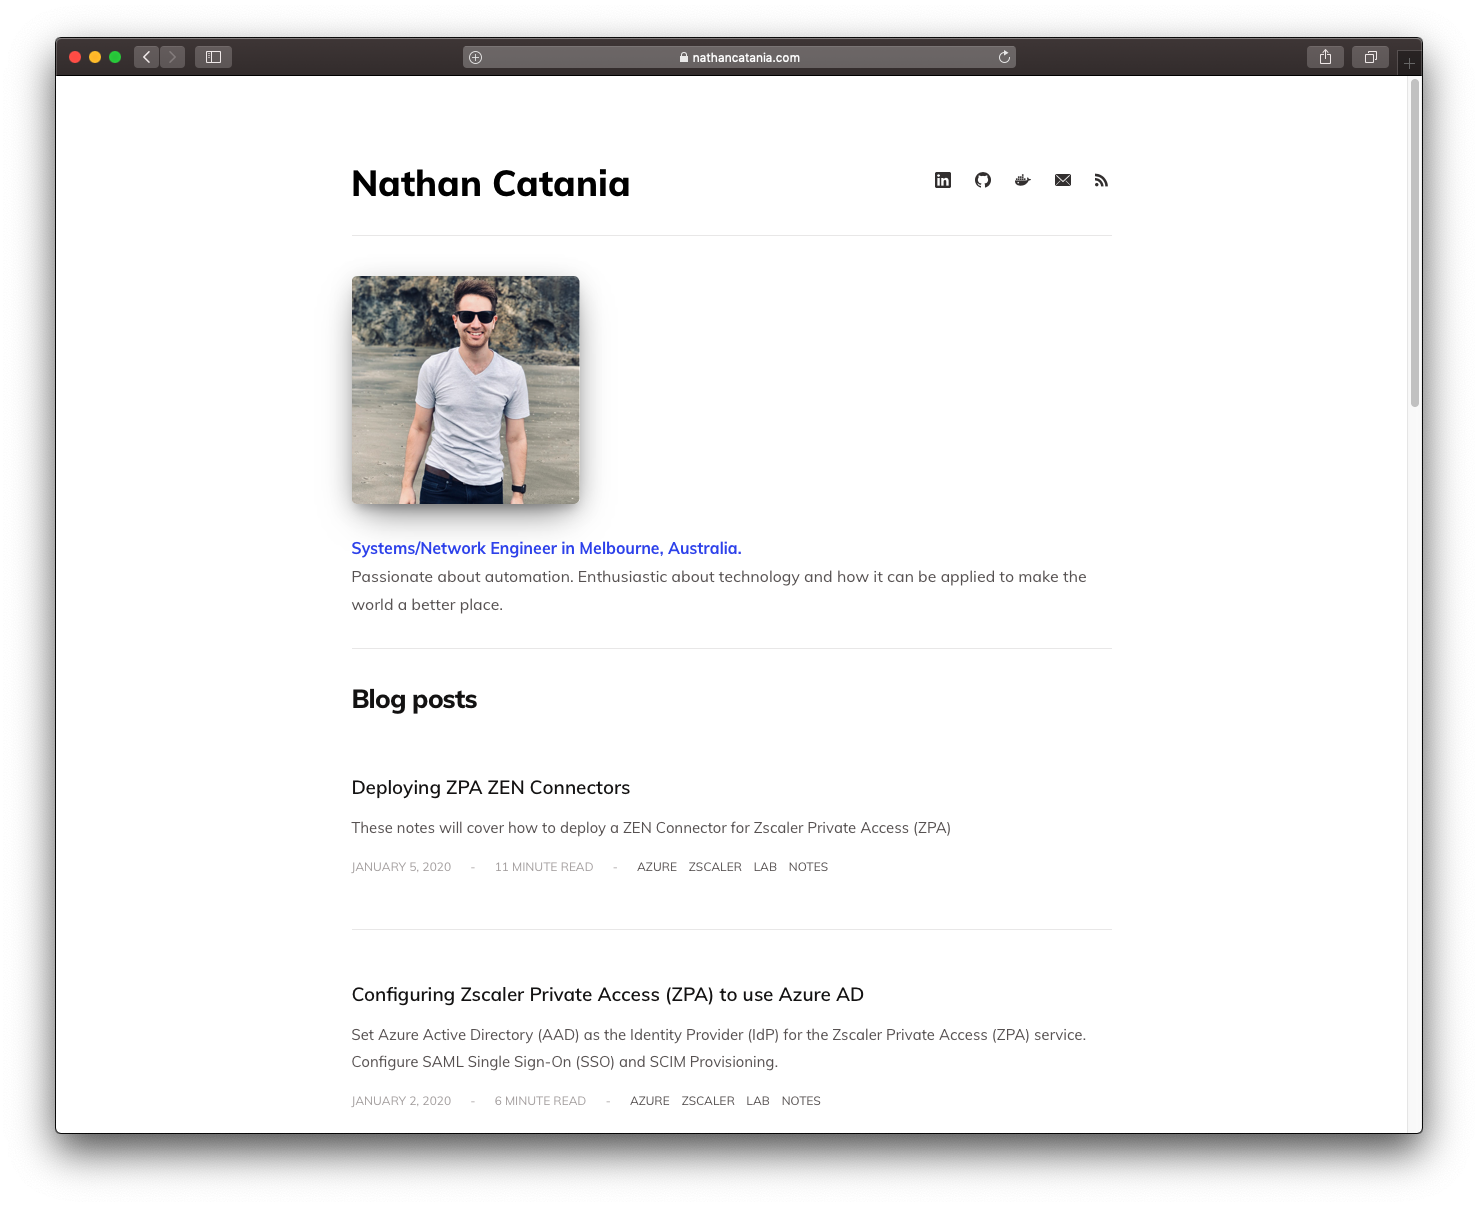 nathancatania.com
Nathan Catania
Systems/Network Engineer in Melbourne, Australia.
Passionate about automation. Enthusiastic about technology and how it can be applied to make the
world a better place.
Blog posts
Deploying ZPA ZEN Connectors
These notes will cover how to deploy a ZEN Connector for Zscaler Private Access (ZPA)
JANUARY 5, 2020 - 11 MINUTE READ - AZURE ZSCALER LAB NOTES
Configuring Zscaler Private Access (ZPA) to use Azure AD
Set Azure Active Directory (AAD) as the Identity Provider (IdP) for the Zscaler Private Access (ZPA) service.
Configure SAML Single Sign-On (SSO) and SCIM Provisioning.
JANUARY 2, 2020 - 6 MINUTE READ - AZURE ZSCALER LAB NOTES